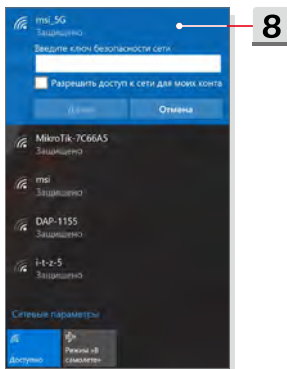 msi_5G
Защищено
Введите ключ безопасности сети
Разрешить доступ к сети для моих конта
Далее
Отмена
MikroTik-7C66A5
Защищено
msi
Защищено
DAP-1155
Защищено
i-t-z-5
Защищено
Сетевые параметры
Доступно
Режим «В
самолете»
8